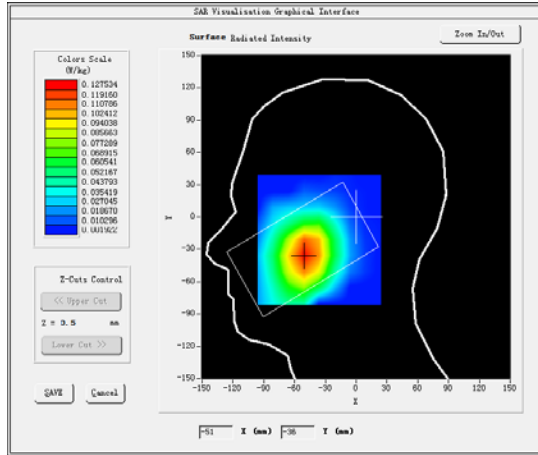 SAR Visualisation Graphical Interface
Surface Radiated Intensity
Zoom In/Out
Colors Scale
(W/kg)
0.127534
0.119160
0.110786
0.102412
0.094038
0.085663
0.077289
0.068915
0.060541
0.052167
0.043793
0.035419
0.027045
0.018670
0.010296
0.001922
Z-Cuts Control
<< Upper Cut
Z = 0.5 mm
Lower Cut >>
SAVE
Cancel
150
120
90
60
30
0
-30
-60
-90
-120
-150
Y
-150 -120 -90 -60 -30 0 30 60 90 120 150
X
-51 X (mm) -36 Y (mm)